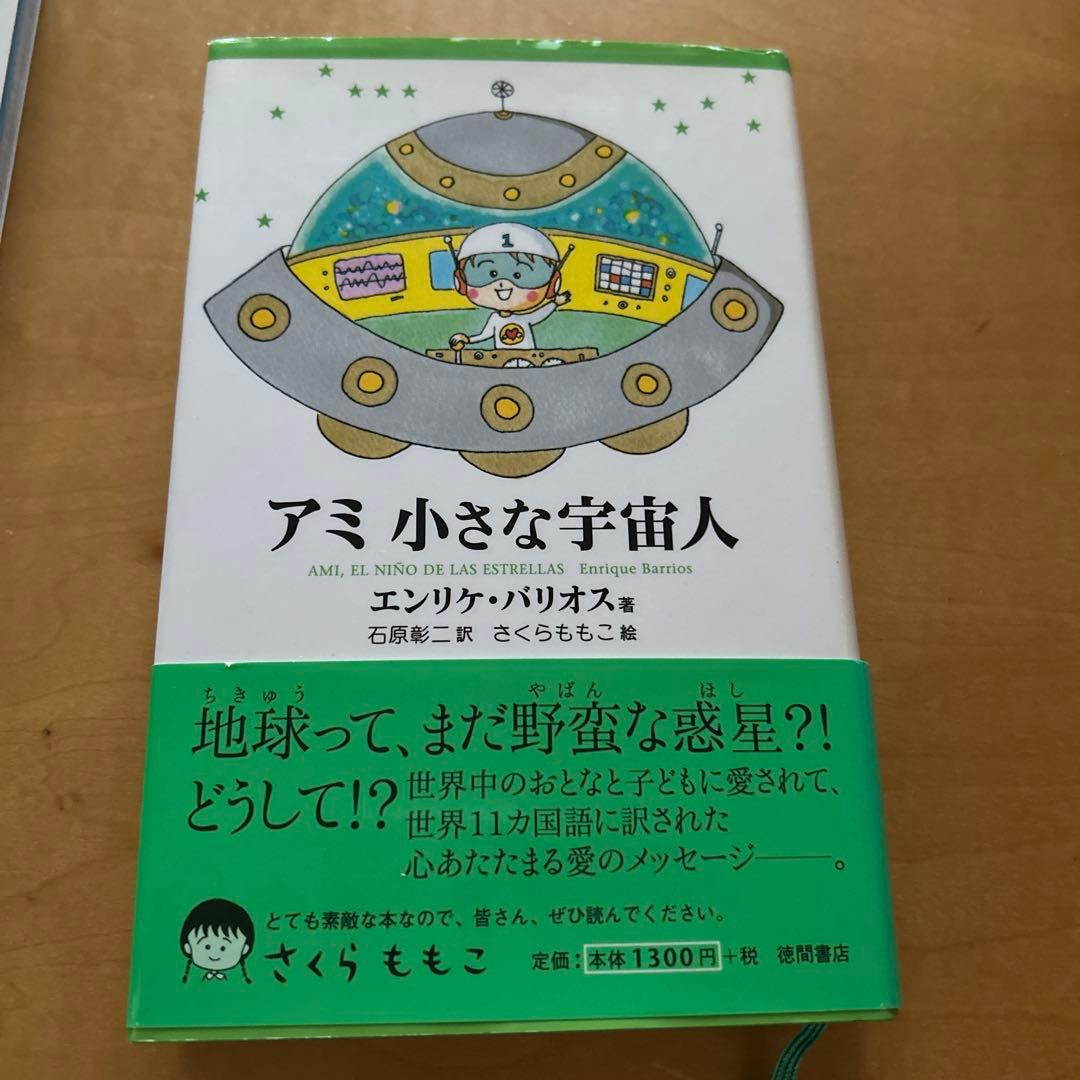 1
アミ 小さな宇宙人
AMI, EL NIÑO DE LAS ESTRELLAS Enrique Barrios
エンリケ・バリオス 著
石原彰二 訳 さくらももこ 絵
ちきゅう やばん ほし
地球って、まだ野蛮な惑星?!
どうして!?
世界中のおとなと子どもに愛されて、
世界11カ国語に訳された
心あたたまる愛のメッセージ――。
とても素敵な本なので、皆さん、ぜひ読んでください。
さくらももこ
定価:本体1300円+税 徳間書店